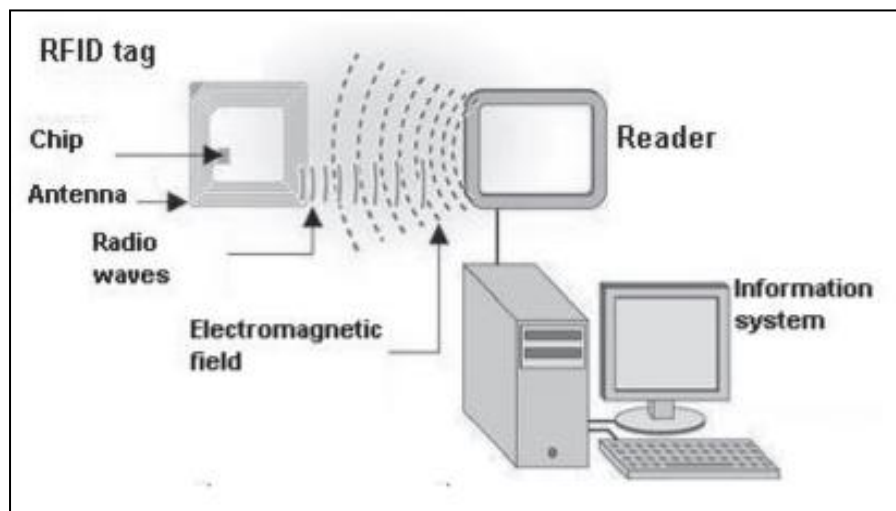 RFID tag
Chip
Antenna
Radio
waves
Electromagnetic
field
Reader
Information
system